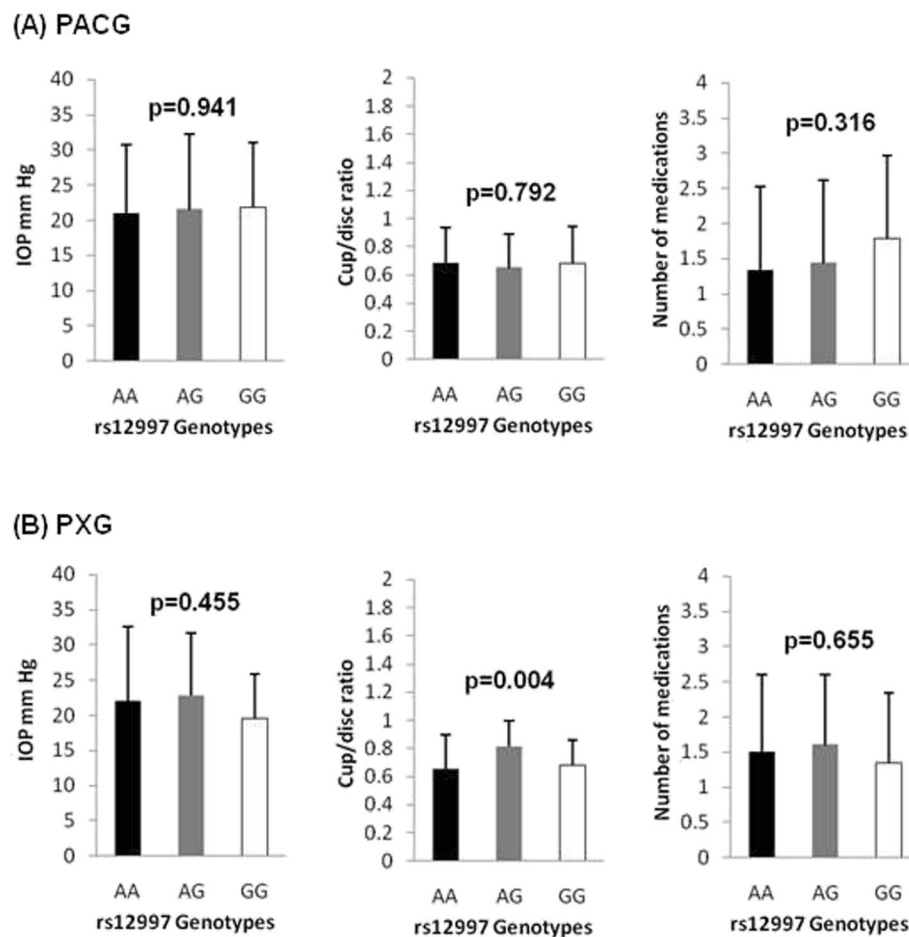 (A) PACG
IOP mm Hg
40
35
30
25
20
15
10
5
0
p=0.941
AA AG GG
rs12997 Genotypes
Cup/disc ratio
2
1.8
1.6
1.4
1.2
1
0.8
0.6
0.4
0.2
0
p=0.792
AA AG GG
rs12997 Genotypes
Number of medications
4
3.5
3
2.5
2
1.5
1
0.5
0
p=0.316
AA AG GG
rs12997 Genotypes
(B) PXG
IOP mm Hg
40
35
30
25
20
15
10
5
0
p=0.455
AA AG GG
rs12997 Genotypes
Cup/disc ratio
2
1.8
1.6
1.4
1.2
1
0.8
0.6
0.4
0.2
0
p=0.004
AA AG GG
rs12997 Genotypes
Number of medications
4
3.5
3
2.5
2
1.5
1
0.5
0
p=0.655
AA AG GG
rs12997 Genotypes